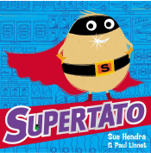 S
SUPERTATO
Sue Hendra
& Paul Linnet